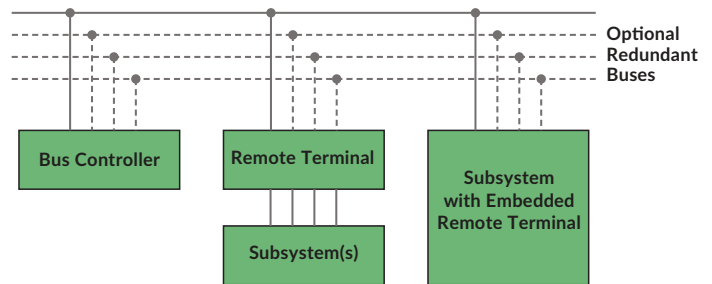 Optional
Redundant
Buses
Bus Controller
Remote Terminal
Subsystem(s)
Subsystem
with Embedded
Remote Terminal